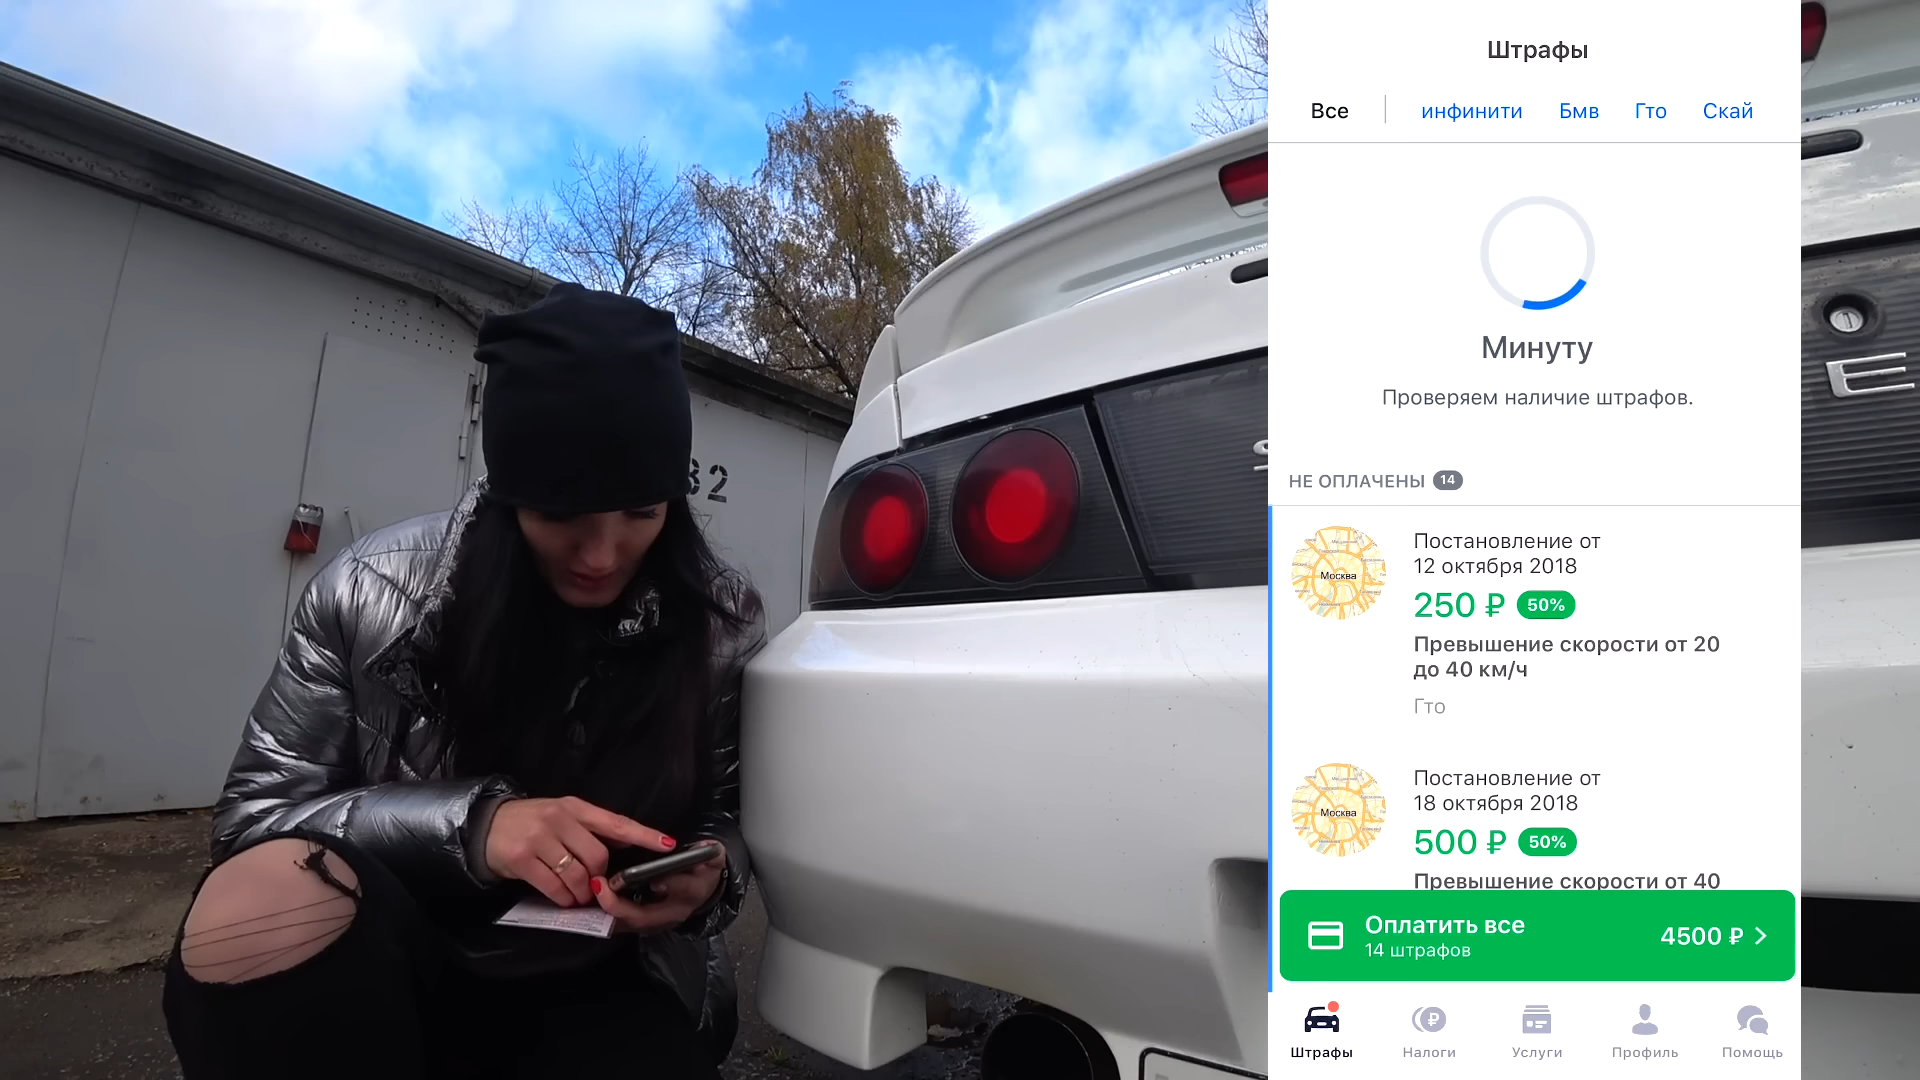 Штрафы
Все инфинити Бмв Гто Скай
Минуту
Проверяем наличие штрафов.
НЕ ОПЛАЧЕНЫ 14
Москва
Постановление от
12 октября 2018
250 ₽ 50%
Превышение скорости от 20
до 40 км/ч
Гто
Москва
Постановление от
18 октября 2018
500 ₽ 50%
Превышение скорости от 40
Оплатить все
14 штрафов
4500 ₽
Штрафы Налоги Услуги Профиль Помощь
32
S
E